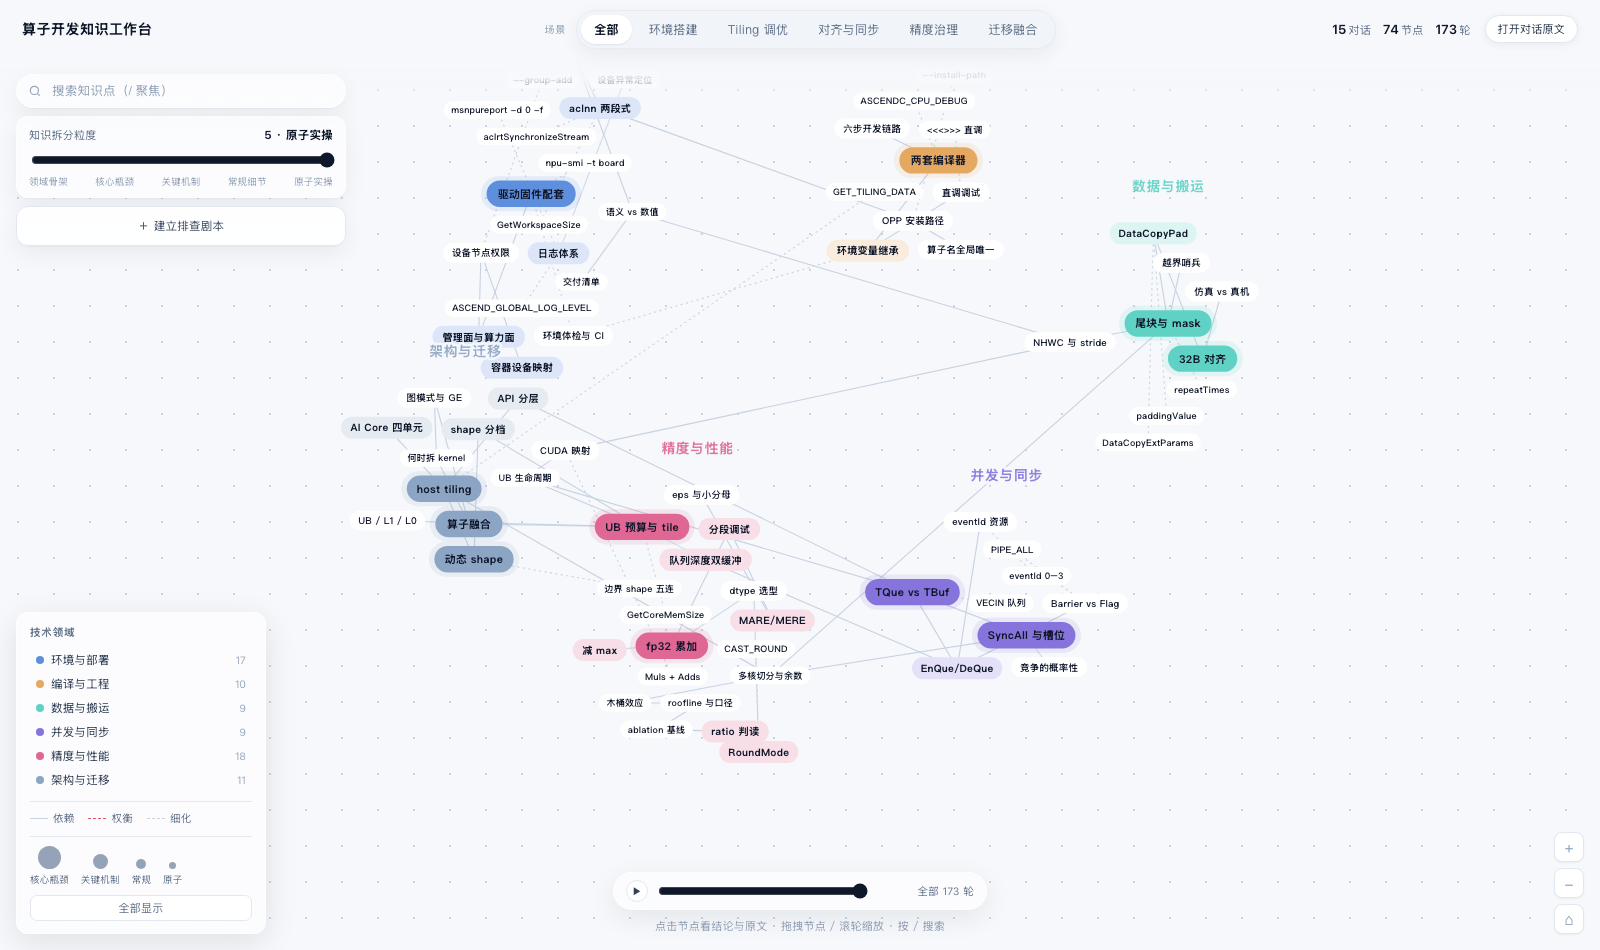 算子开发知识工作台
场景
全部
环境搭建
Tiling 调优
对齐与同步
精度治理
迁移融合
15 对话
74 节点
173 轮
打开对话原文
搜索知识点（/ 聚焦）
知识拆分粒度
5 · 原子实操
领域骨架
核心瓶颈
关键机制
常规细节
原子实操
+ 建立排查剧本
--group-add
设备异常定位
msnpureport -d 0 -f
aclnn 两段式
aclrtSynchronizeStream
npu-smi -t board
驱动固件配套
语义 vs 数值
GetWorkspaceSize
设备节点权限
日志体系
交付清单
ASCEND_GLOBAL_LOG_LEVEL
管理面与算力面
环境体检与 CI
架构与迁移
容器设备映射
--install-path
ASCENDC_CPU_DEBUG
六步开发链路
<<<>>> 直调
两套编译器
GET_TILING_DATA
直调调试
OPP 安装路径
环境变量继承
算子名全局唯一
数据与搬运
DataCopyPad
越界哨兵
仿真 vs 真机
尾块与 mask
NHWC 与 stride
32B 对齐
repeatTimes
paddingValue
DataCopyExtParams
图模式与 GE
API 分层
AI Core 四单元
shape 分档
何时拆 kernel
CUDA 映射
host tiling
UB 生命周期
UB / L1 / L0
算子融合
动态 shape
精度与性能
eps 与小分母
UB 预算与 tile
分段调试
队列深度双缓冲
边界 shape 五连
dtype 选型
GetCoreMemSize
MARE/MERE
减 max
fp32 累加
CAST_ROUND
Muls + Adds
多核切分与余数
木桶效应
roofline 与口径
ablation 基线
ratio 判读
RoundMode
并发与同步
eventId 资源
PIPE_ALL
eventId 0–3
TQue vs TBuf
VECIN 队列
Barrier vs Flag
SyncAll 与槽位
EnQue/DeQue
竞争的概率性
技术领域
环境与部署 17
编译与工程 10
数据与搬运 9
并发与同步 9
精度与性能 18
架构与迁移 11
依赖
权衡
细化
核心瓶颈
关键机制
常规
原子
全部显示
全部 173 轮
点击节点看结论与原文 · 拖拽节点 / 滚轮缩放 · 按 / 搜索
+
−
⌂